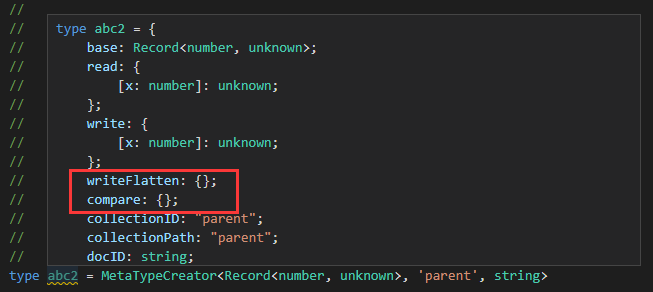 //
// type abc2 = {
// base: Record<number, unknown>;
// read: {
// [x: number]: unknown;
// };
// write: {
// [x: number]: unknown;
// };
// writeFlatten: {};
// compare: {};
// collectionID: "parent";
// collectionPath: "parent";
// docID: string;
type abc2 = MetaTypeCreator<Record<number, unknown>, 'parent', string>